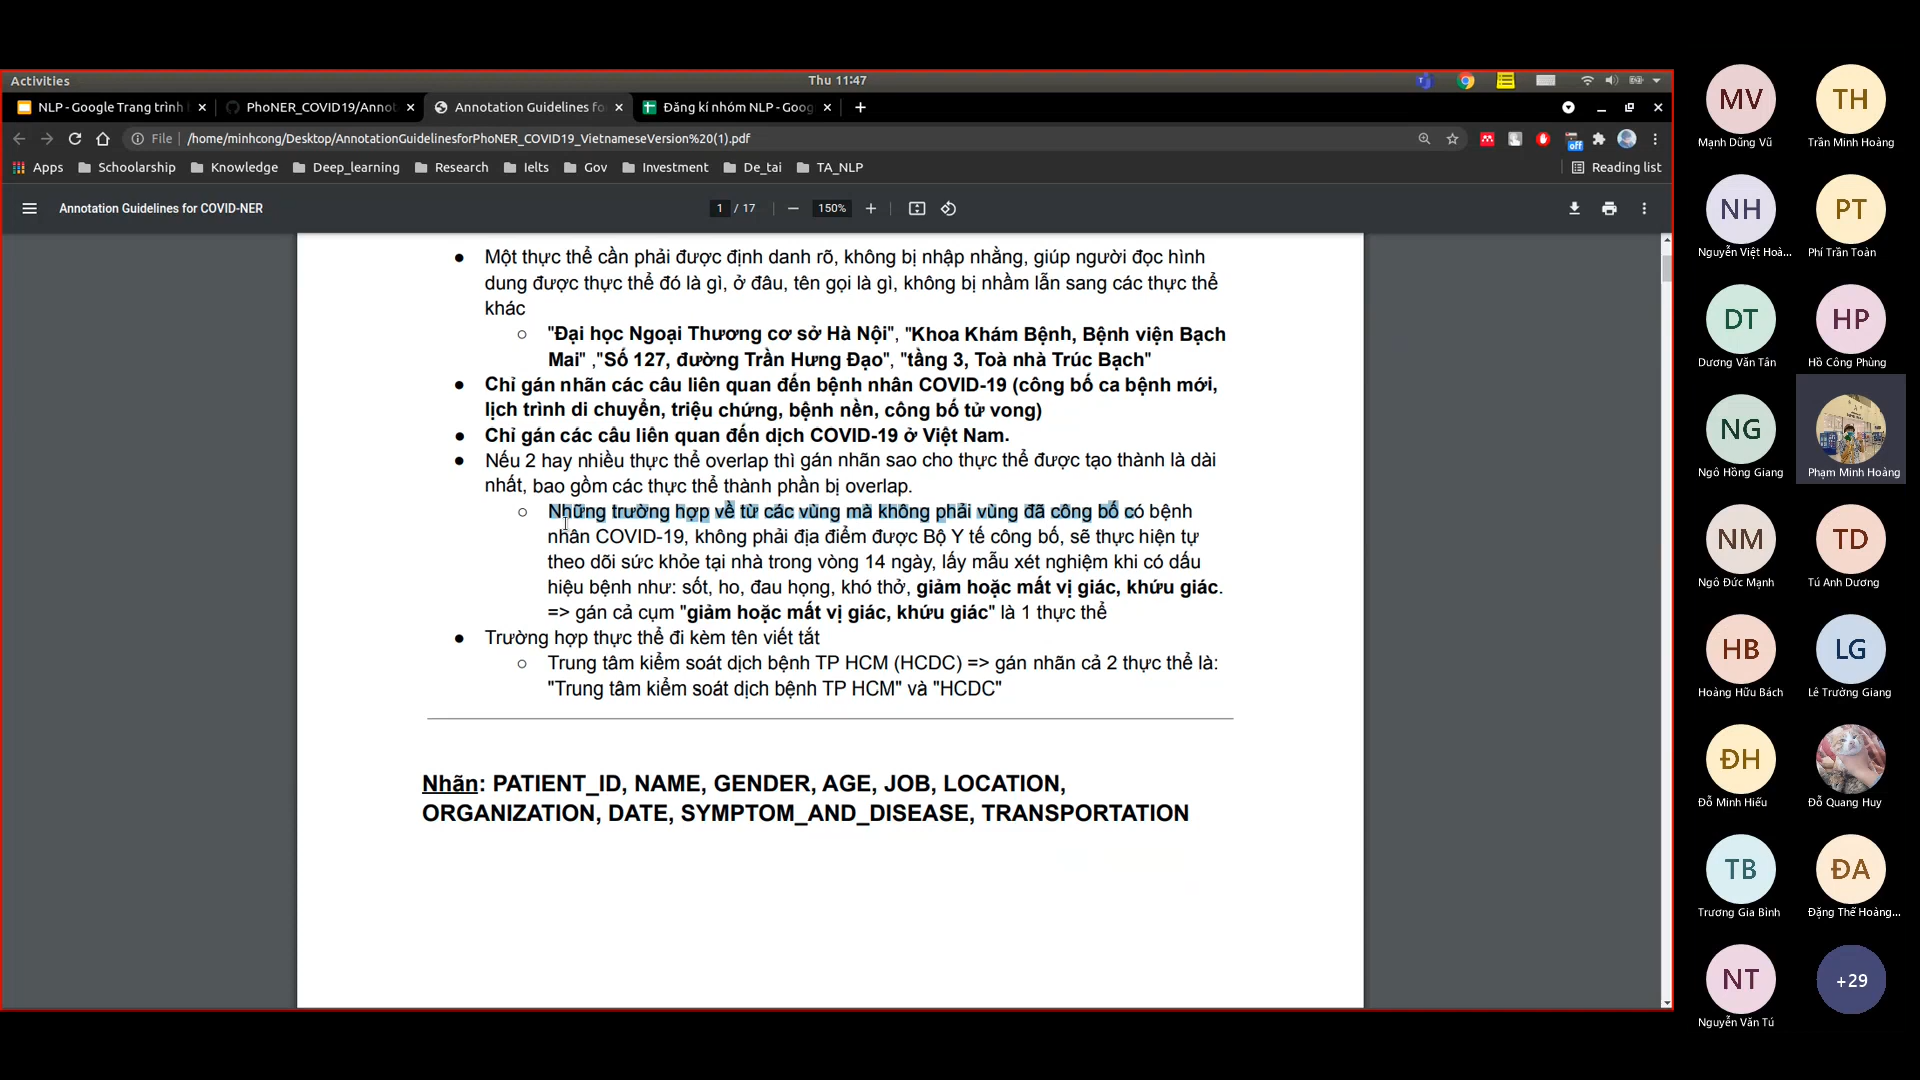 Activities
Thu 11:47
NLP - Google Trang trình
PhoNER_COVID19/Annot
Annotation Guidelines fo
Đăng kí nhóm NLP - Goog
File
/home/minhcong/Desktop/AnnotationGuidelinesforPhoNER_COVID19_VietnameseVersion%20(1).pdf
off
Apps
Schoolarship
Knowledge
Deep_learning
Research
Ielts
Gov
Investment
De_tai
TA_NLP
Reading list
Annotation Guidelines for COVID-NER
1 / 17
150%
Một thực thể cần phải được định danh rõ, không bị nhập nhằng, giúp người đọc hình
dung được thực thể đó là gì, ở đâu, tên gọi là gì, không bị nhầm lẫn sang các thực thể
khác
"Đại học Ngoại Thương cơ sở Hà Nội", "Khoa Khám Bệnh, Bệnh viện Bạch
Mai" ,"Số 127, đường Trần Hưng Đạo", "tầng 3, Toà nhà Trúc Bạch"
Chỉ gán nhãn các câu liên quan đến bệnh nhân COVID-19 (công bố ca bệnh mới,
lịch trình di chuyển, triệu chứng, bệnh nền, công bố tử vong)
Chỉ gán các câu liên quan đến dịch COVID-19 ở Việt Nam.
Nếu 2 hay nhiều thực thể overlap thì gán nhãn sao cho thực thể được tạo thành là dài
nhất, bao gồm các thực thể thành phần bị overlap.
Những trường hợp về từ các vùng mà không phải vùng đã công bố có bệnh
nhân COVID-19, không phải địa điểm được Bộ Y tế công bố, sẽ thực hiện tự
theo dõi sức khỏe tại nhà trong vòng 14 ngày, lấy mẫu xét nghiệm khi có dấu
hiệu bệnh như: sốt, ho, đau họng, khó thở, giảm hoặc mất vị giác, khứu giác.
=> gán cả cụm "giảm hoặc mất vị giác, khứu giác" là 1 thực thể
Trường hợp thực thể đi kèm tên viết tắt
Trung tâm kiểm soát dịch bệnh TP HCM (HCDC) => gán nhãn cả 2 thực thể là:
"Trung tâm kiểm soát dịch bệnh TP HCM" và "HCDC"
Nhãn: PATIENT_ID, NAME, GENDER, AGE, JOB, LOCATION,
ORGANIZATION, DATE, SYMPTOM_AND_DISEASE, TRANSPORTATION
MV
Mạnh Dũng Vũ
TH
Trần Minh Hoàng
NH
Nguyễn Việt Hoà...
PT
Phí Trần Toàn
DT
Dương Văn Tân
HP
Hồ Công Phùng
NG
Ngô Hồng Giang
Phạm Minh Hoàng
NM
Ngô Đức Mạnh
TD
Tú Anh Dương
HB
Hoàng Hữu Bách
LG
Lê Trường Giang
ĐH
Đỗ Minh Hiếu
Đỗ Quang Huy
TB
Trương Gia Bình
ĐA
Đặng Thế Hoàng...
NT
Nguyễn Văn Tú
+29